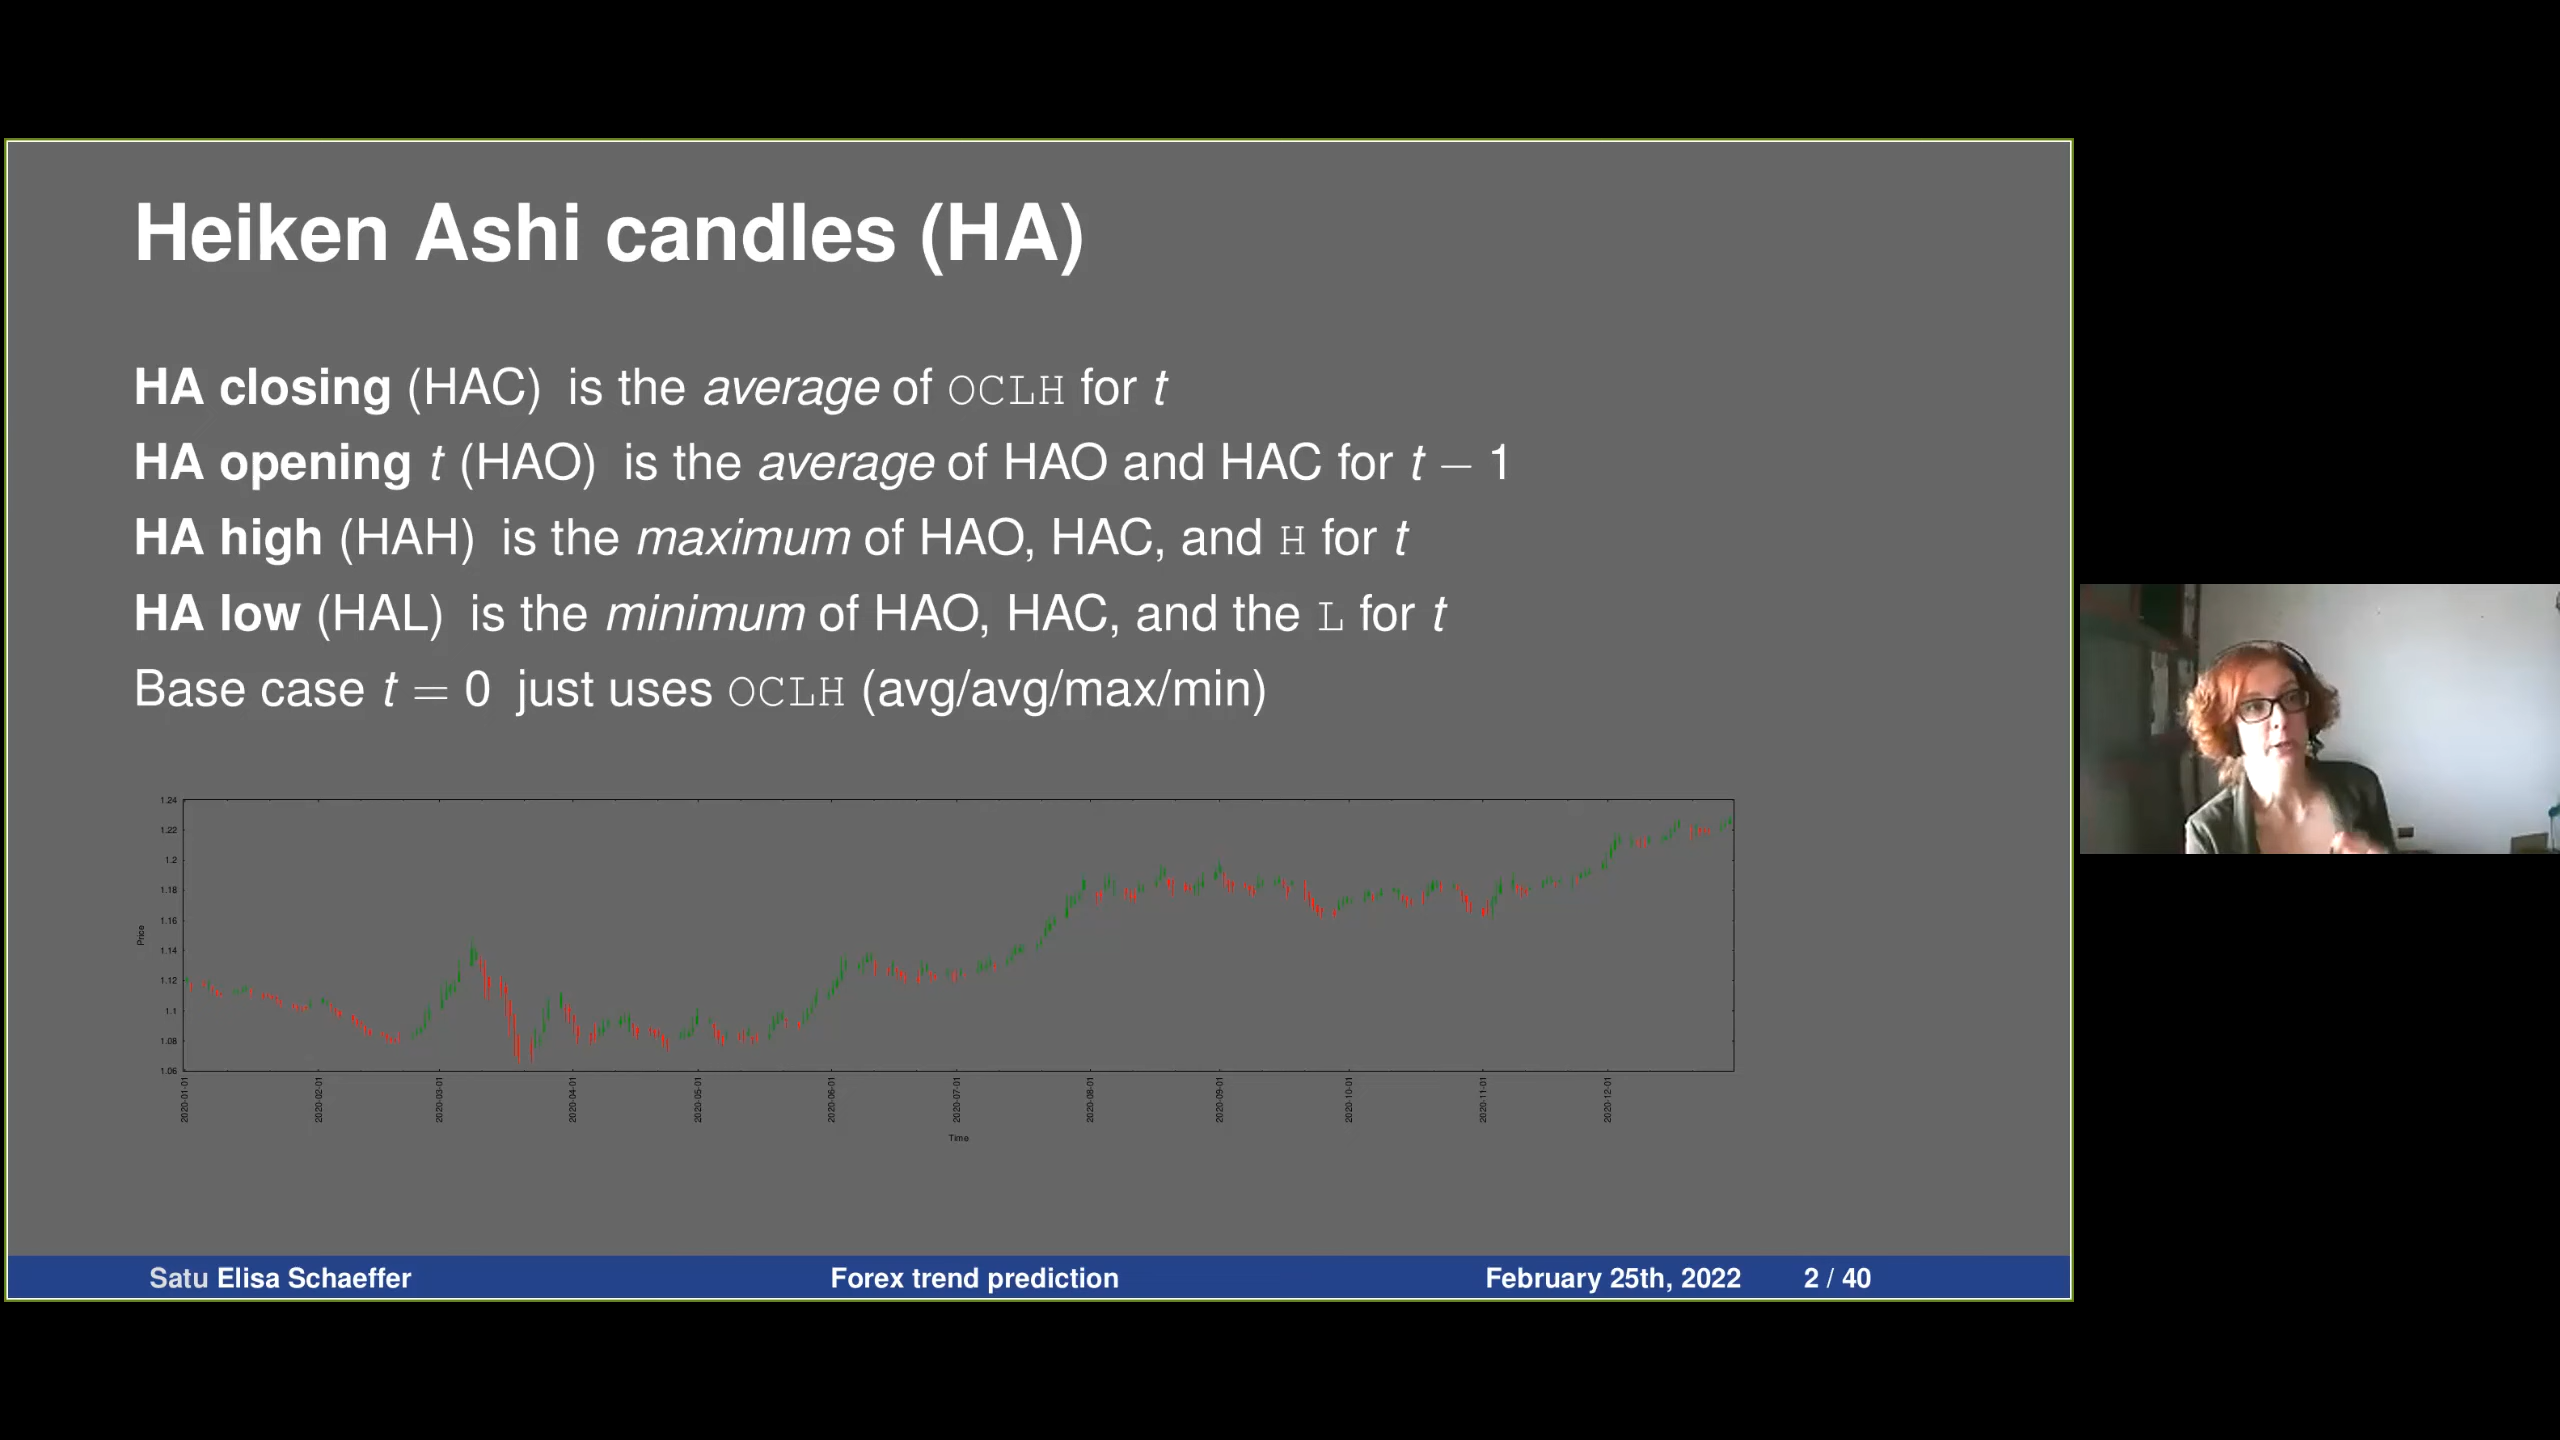 Heiken Ashi candles (HA)
HA closing (HAC) is the average of OCLH for t
HA opening t (HAO) is the average of HAO and HAC for t − 1
HA high (HAH) is the maximum of HAO, HAC, and H for t
HA low (HAL) is the minimum of HAO, HAC, and the L for t
Base case t = 0 just uses OCLH (avg/avg/max/min)
1.24
1.22
1.2
1.18
1.16
1.14
1.12
1.1
1.08
1.06
Price
2020-01-01
2020-02-01
2020-03-01
2020-04-01
2020-05-01
2020-06-01
2020-07-01
2020-08-01
2020-09-01
2020-10-01
2020-11-01
2020-12-01
Time
Satu Elisa Schaeffer Forex trend prediction February 25th, 2022 2 / 40